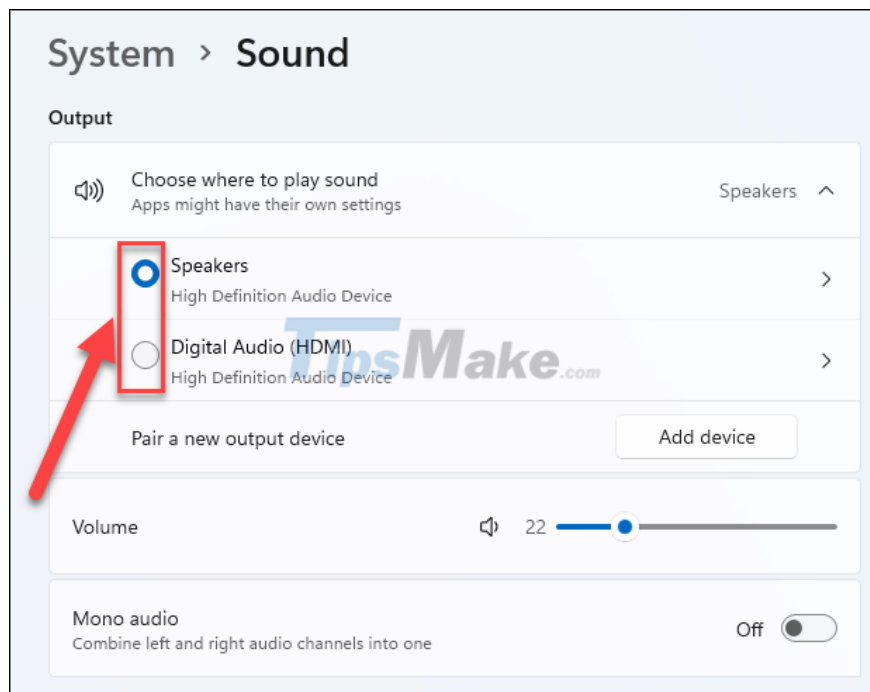 System > Sound
Output
Choose where to play sound
Apps might have their own settings
Speakers
Speakers
High Definition Audio Device
Digital Audio (HDMI)
High Definition Audio Device
TipsMake.com
Pair a new output device
Add device
Volume
22
Mono audio
Combine left and right audio channels into one
Off